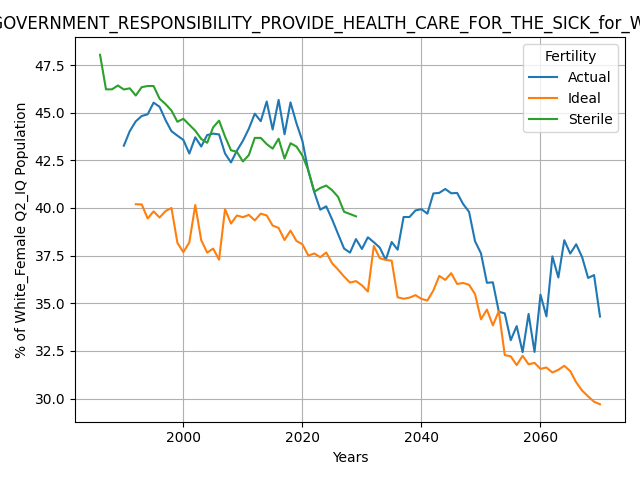 GOVERNMENT_RESPONSIBILITY_PROVIDE_HEALTH_CARE_FOR_THE_SICK_for_W
Fertility
Actual
Ideal
Sterile
% of White_Female Q2_IQ Population
47.5
45.0
42.5
40.0
37.5
35.0
32.5
30.0
2000
2020
2040
2060
Years